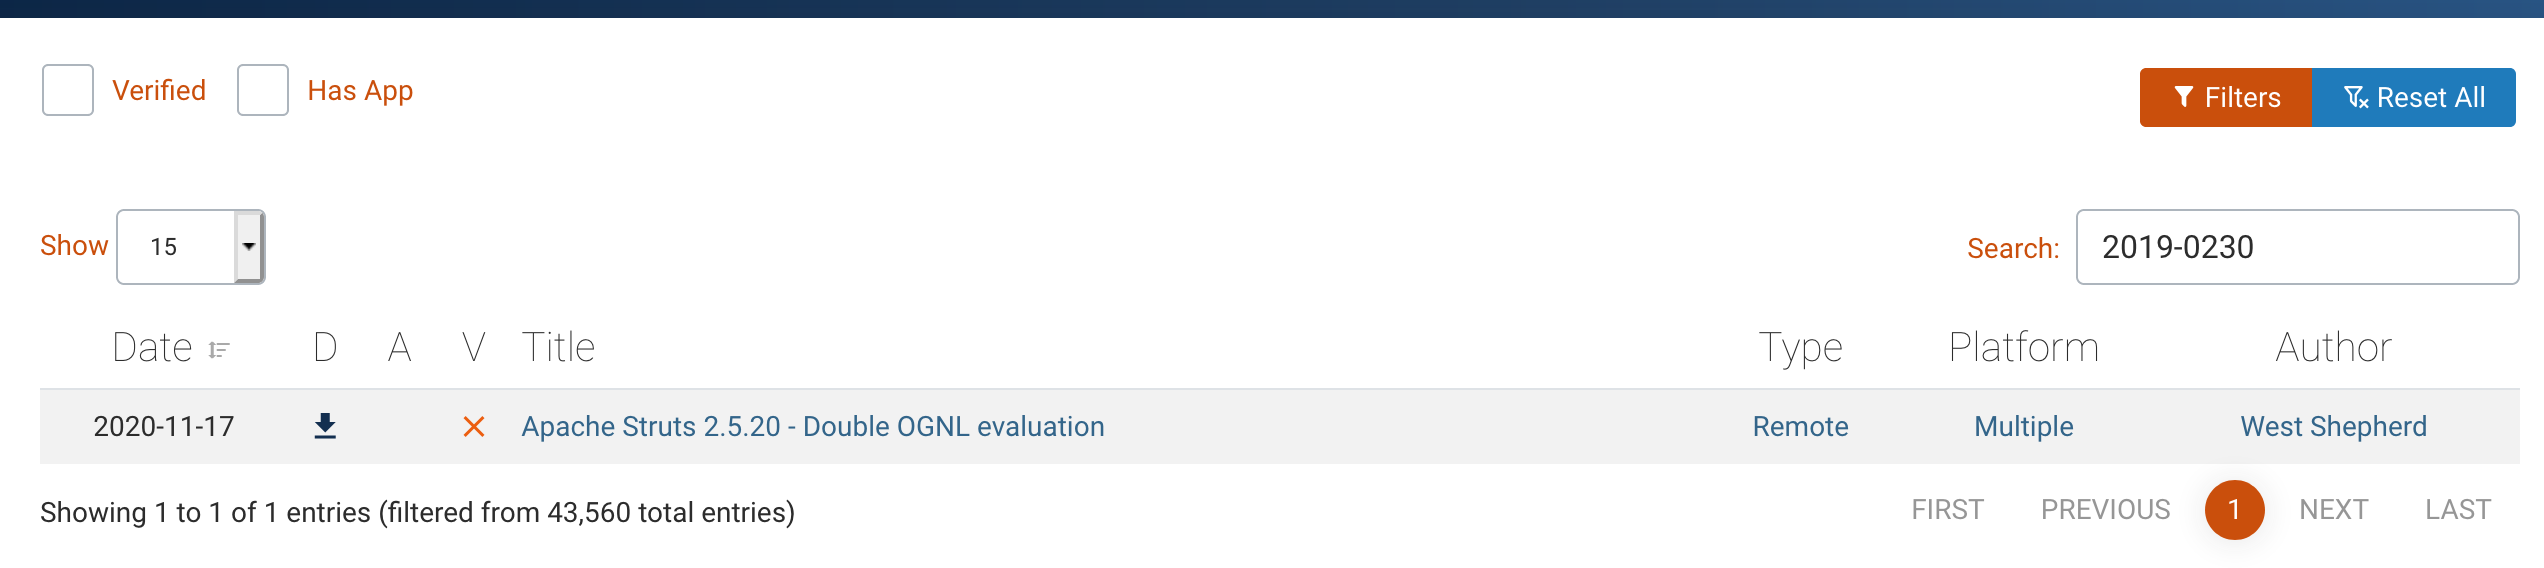 Verified Has App
Filters Reset All
Show 15
Search: 2019-0230
Date D A V Title Type Platform Author
2020-11-17 Apache Struts 2.5.20 - Double OGNL evaluation Remote Multiple West Shepherd
Showing 1 to 1 of 1 entries (filtered from 43,560 total entries)
FIRST PREVIOUS 1 NEXT LAST